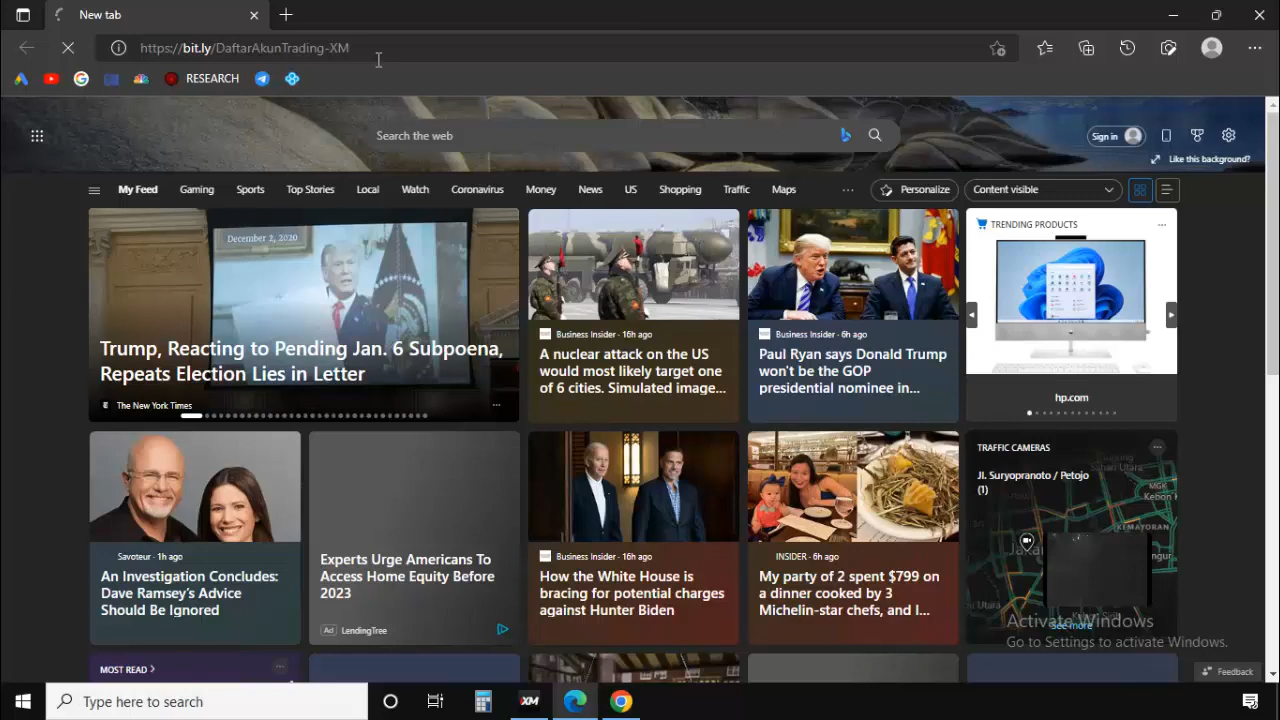 New tab
https://bit.ly/DaftarAkunTrading-XM
RESEARCH
Search the web
Sign in
Like this background?
My Feed Gaming Sports Top Stories Local Watch Coronavirus Money News US Shopping Traffic Maps ... Personalize Content visible
December 2, 2020
Trump, Reacting to Pending Jan. 6 Subpoena,
Repeats Election Lies in Letter
The New York Times
Business Insider · 16h ago
A nuclear attack on the US
would most likely target one
of 6 cities. Simulated image...
Business Insider · 6h ago
Paul Ryan says Donald Trump
won't be the GOP
presidential nominee in...
TRENDING PRODUCTS
hp.com
Savoteur · 1h ago
An Investigation Concludes:
Dave Ramsey's Advice
Should Be Ignored
Experts Urge Americans To
Access Home Equity Before
2023
Ad LendingTree
Business Insider · 16h ago
How the White House is
bracing for potential charges
against Hunter Biden
INSIDER · 6h ago
My party of 2 spent $799 on
a dinner cooked by 3
Michelin-star chefs, and I...
TRAFFIC CAMERAS
Jl. Suryopranoto / Petojo
(1)
KEMAYORAN
See more
Activate Windows
Go to Settings to activate Windows.
MOST READ
Feedback
Type here to search
XM